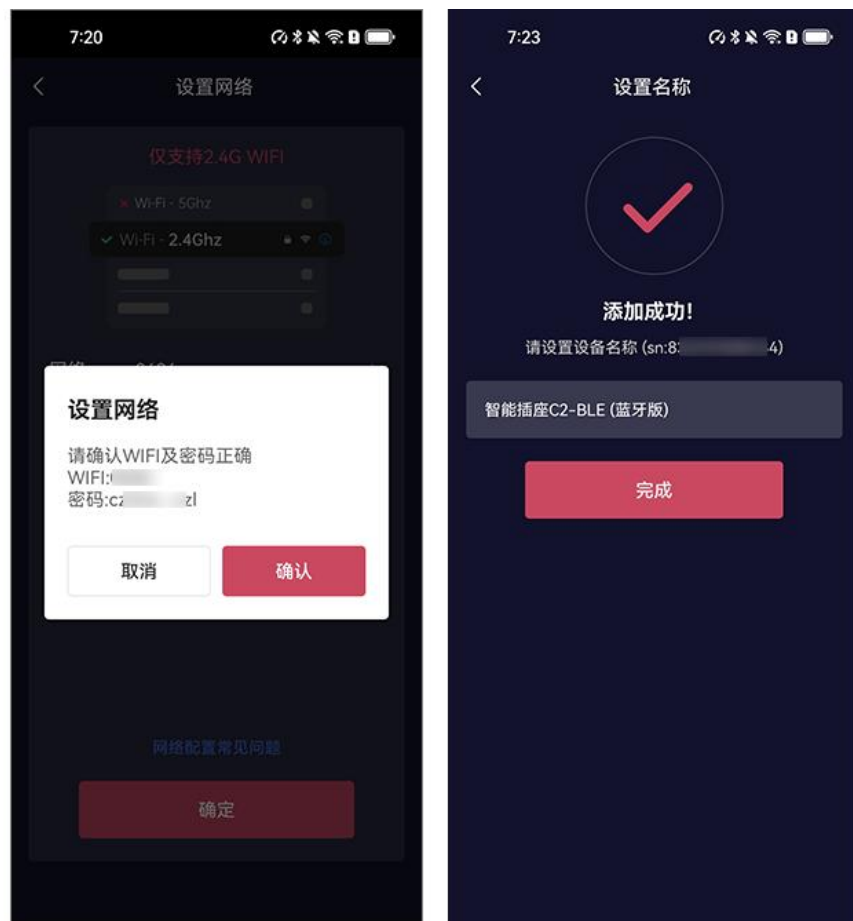 7:20
设置网络
仅支持2.4G WIFI
Wi-Fi - 5Ghz
Wi-Fi - 2.4Ghz
设置网络
请确认WIFI及密码正确
WIFI:
密码:cz zl
取消
确认
网络配置常见问题
确定
7:23
设置名称
添加成功!
请设置设备名称 (sn:8 4)
智能插座C2-BLE (蓝牙版)
完成